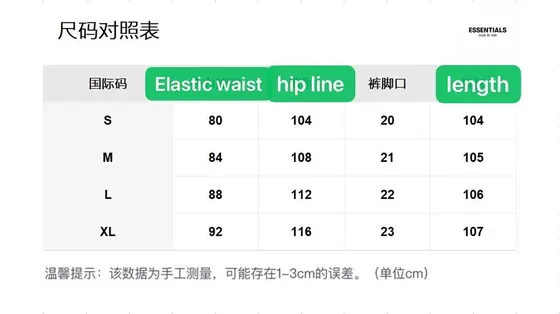 尺码对照表
ESSENTIALS
国际码 Elastic waist hip line 裤脚口 length
S 80 104 20 104
M 84 108 21 105
L 88 112 22 106
XL 92 116 23 107
温馨提示：该数据为手工测量，可能存在1-3cm的误差。（单位cm）